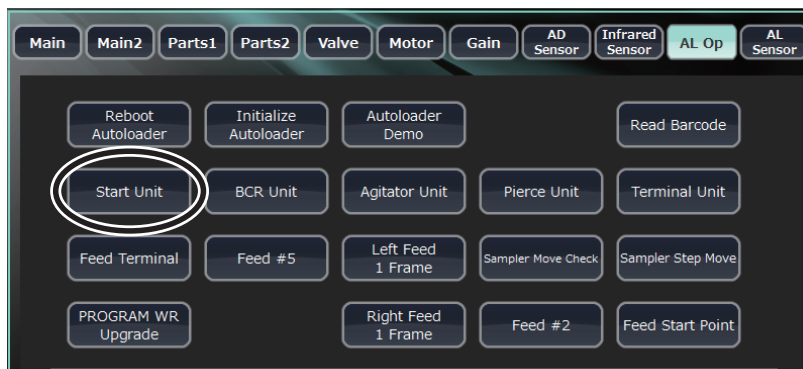 Main Main2 Parts1 Parts2 Valve Motor Gain AD Sensor Infrared Sensor AL Op AL Sensor
Reboot Autoloader Initialize Autoloader Autoloader Demo Read Barcode
Start Unit BCR Unit Agitator Unit Pierce Unit Terminal Unit
Feed Terminal Feed #5 Left Feed 1 Frame Sampler Move Check Sampler Step Move
PROGRAM WR Upgrade Right Feed 1 Frame Feed #2 Feed Start Point